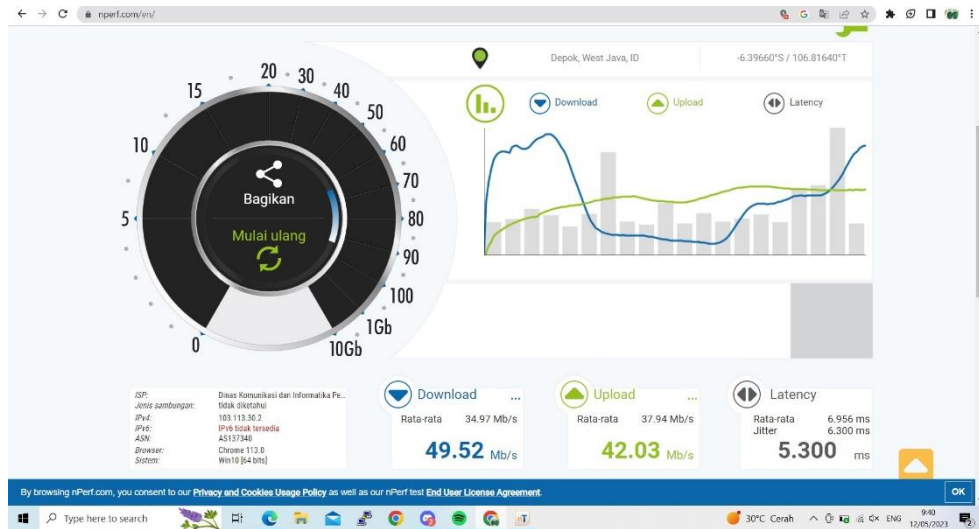 nperf.com/en/
Depok, West Java, ID
-6.39660°S / 106.81640°T
Download
Upload
Latency
0
5
10
15
20
30
40
50
60
70
80
90
100
1Gb
10Gb
Bagikan
Mulai ulang
ISP: Dinas Komunikasi dan Informatika Pe...
Jenis sambungan: tidak diketahui
IPv4: 103.113.30.2
IPv6: IPv6 tidak tersedia
ASN: AS137340
Browser: Chrome 113.0
Sistem: Win10 [64 bits]
Download ...
Rata-rata 34.97 Mb/s
49.52 Mb/s
Upload ...
Rata-rata 37.94 Mb/s
42.03 Mb/s
Latency
Rata-rata 6.956 ms
Jitter 6.300 ms
5.300 ms
By browsing nPerf.com, you consent to our Privacy and Cookies Usage Policy as well as our nPerf test End User License Agreement.
OK
Type here to search
30°C Cerah
ENG
9:40
12/05/2023